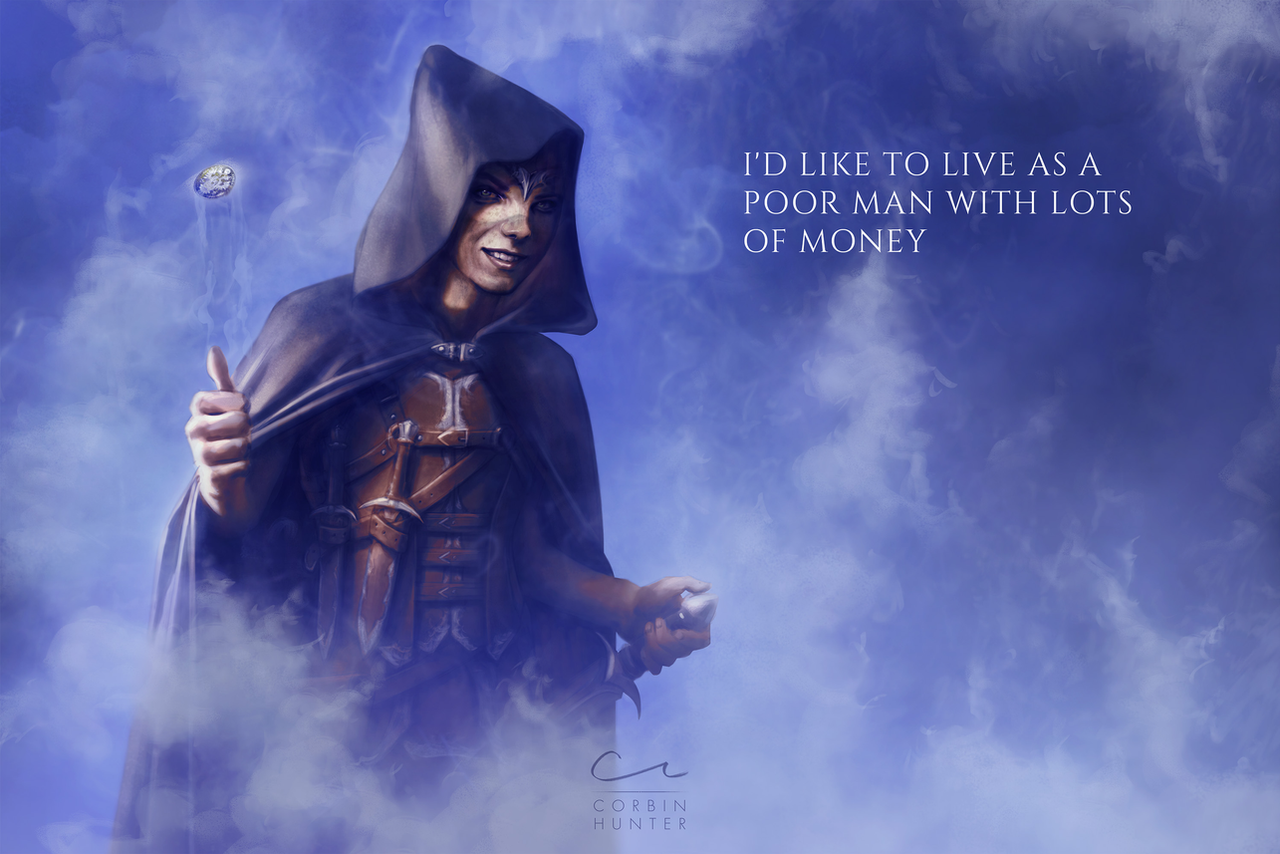 I'D LIKE TO LIVE AS A
POOR MAN WITH LOTS
OF MONEY
CORBIN
HUNTER